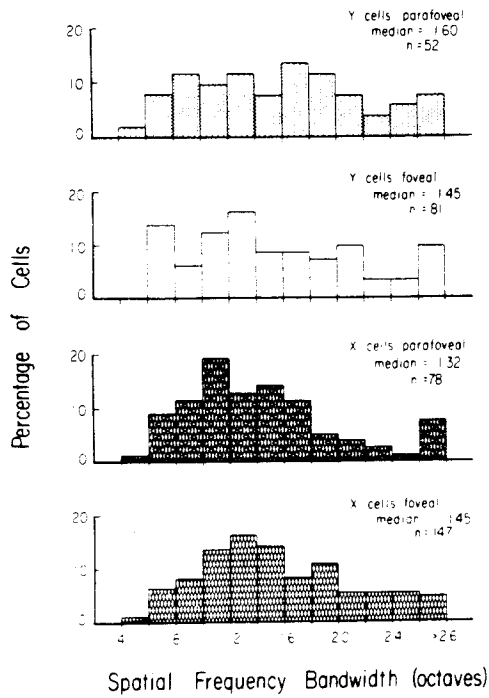 Y cells parafoveal
median = 1.60
n=52
20
10
0
Y cells foveal
median = 1.45
n=81
20
10
0
X cells parafoveal
median = 1.32
n=78
20
10
0
X cells foveal
median 1.45
n=147
20
10
0
.4 .8 1.2 1.6 2.0 2.4 >2.6
Percentage of Cells
Spatial Frequency Bandwidth (octaves)